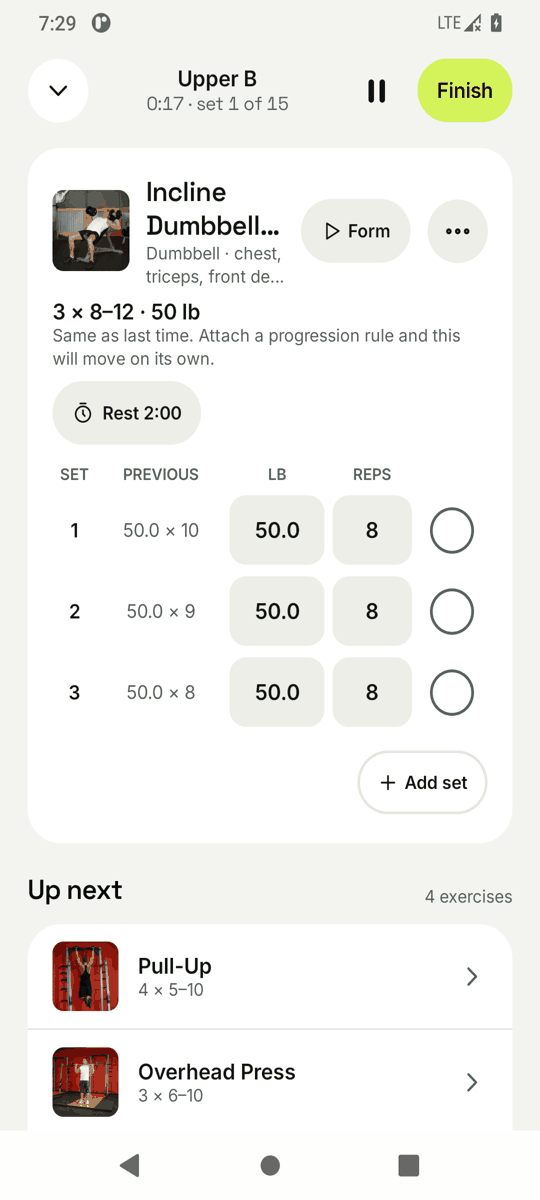 7:29
LTE
Upper B
0:17 · set 1 of 15
Finish
Incline
Dumbbell...
Dumbbell · chest,
triceps, front de...
Form
3 × 8–12 · 50 lb
Same as last time. Attach a progression rule and this
will move on its own.
Rest 2:00
SET PREVIOUS LB REPS
1 50.0 × 10 50.0 8
2 50.0 × 9 50.0 8
3 50.0 × 8 50.0 8
+ Add set
Up next
4 exercises
Pull-Up
4 × 5–10
Overhead Press
3 × 6–10